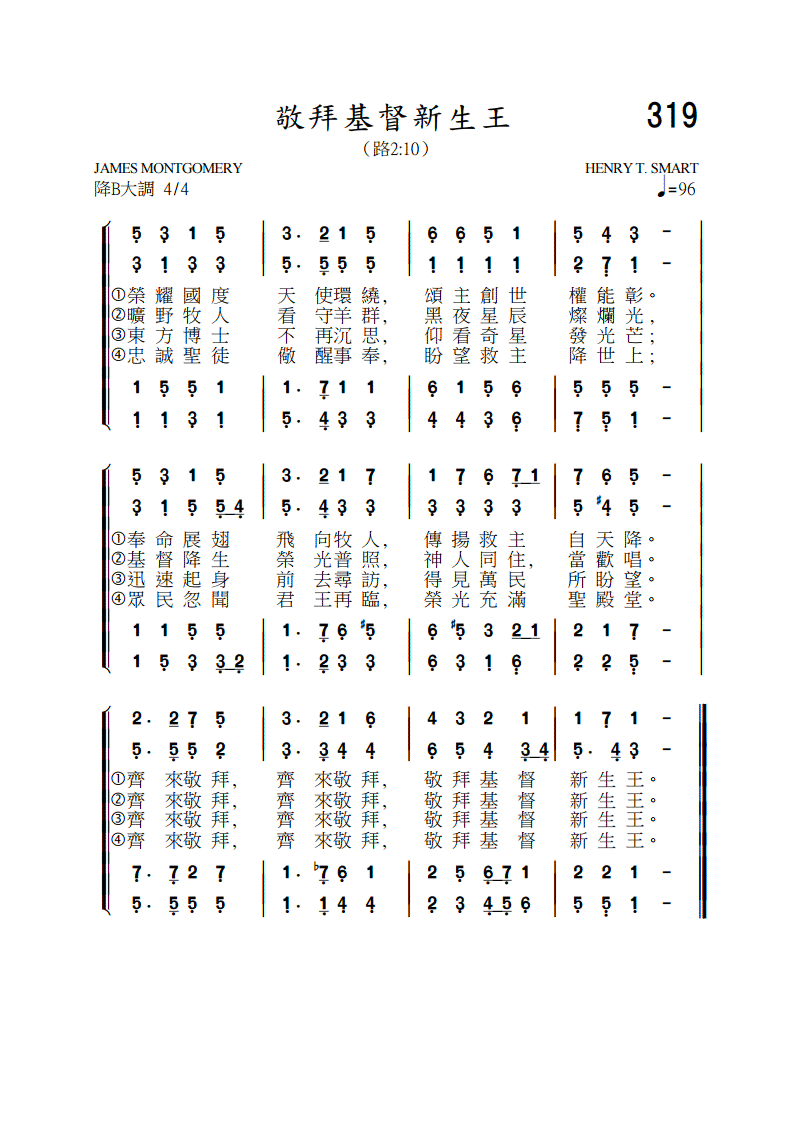 敬拜基督新生王
319
（路2:10）
JAMES MONTGOMERY
HENRY T. SMART
降B大調 4/4
♩=96
5 3 1 5 | 3. 2 1 5 | 6 6 5 1 | 5 4 3 -
3 1 3 3 | 5. 5 5 5 | 1 1 1 1 | 2 7 1 -
①榮耀國度 天使環繞, 頌主創世 權能彰。
②曠野牧人 看守羊群, 黑夜星辰 燦爛光,
③東方博士 不再沉思, 仰看奇星 發光芒;
④忠誠聖徒 儆醒事奉, 盼望救主 降世上;
1 5 5 1 | 1. 7 1 1 | 6 1 5 6 | 5 5 5 -
1 1 3 1 | 5. 4 3 3 | 4 4 3 6 | 7 5 1 -
5 3 1 5 | 3. 2 1 7 | 1 7 6 7 1 | 7 6 5 -
3 1 5 5 4 | 5. 4 3 3 | 3 3 3 3 | 5 ♯4 5 -
①奉命展翅 飛向牧人, 傳揚救主 自天降。
②基督降生 榮光普照, 神人同住, 當歡唱。
③迅速起身 前去尋訪, 得見萬民 所盼望。
④眾民忽聞 君王再臨, 榮光充滿 聖殿堂。
1 1 5 5 | 1. 7 6 ♯5 | 6 ♯5 3 2 1 | 2 1 7 -
1 5 3 3 2 | 1. 2 3 3 | 6 3 1 6 | 2 2 5 -
2. 2 7 5 | 3. 2 1 6 | 4 3 2 1 | 1 7 1 -
5. 5 5 2 | 3. 3 4 4 | 6 5 4 3 4 | 5. 4 3 -
①齊來敬拜, 齊來敬拜, 敬拜基督 新生王。
②齊來敬拜, 齊來敬拜, 敬拜基督 新生王。
③齊來敬拜, 齊來敬拜, 敬拜基督 新生王。
④齊來敬拜, 齊來敬拜, 敬拜基督 新生王。
7. 7 2 7 | 1. ♭7 6 1 | 2 5 6 7 1 | 2 2 1 -
5. 5 5 5 | 1. 1 4 4 | 2 3 4 5 6 | 5 5 1 -